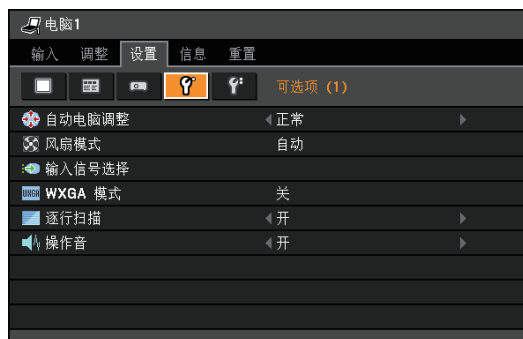 电脑1
输入 调整 设置 信息 重置
可选项 (1)
自动电脑调整 正常
风扇模式 自动
输入信号选择
UXGA WXGA 模式 关
逐行扫描 开
操作音 开